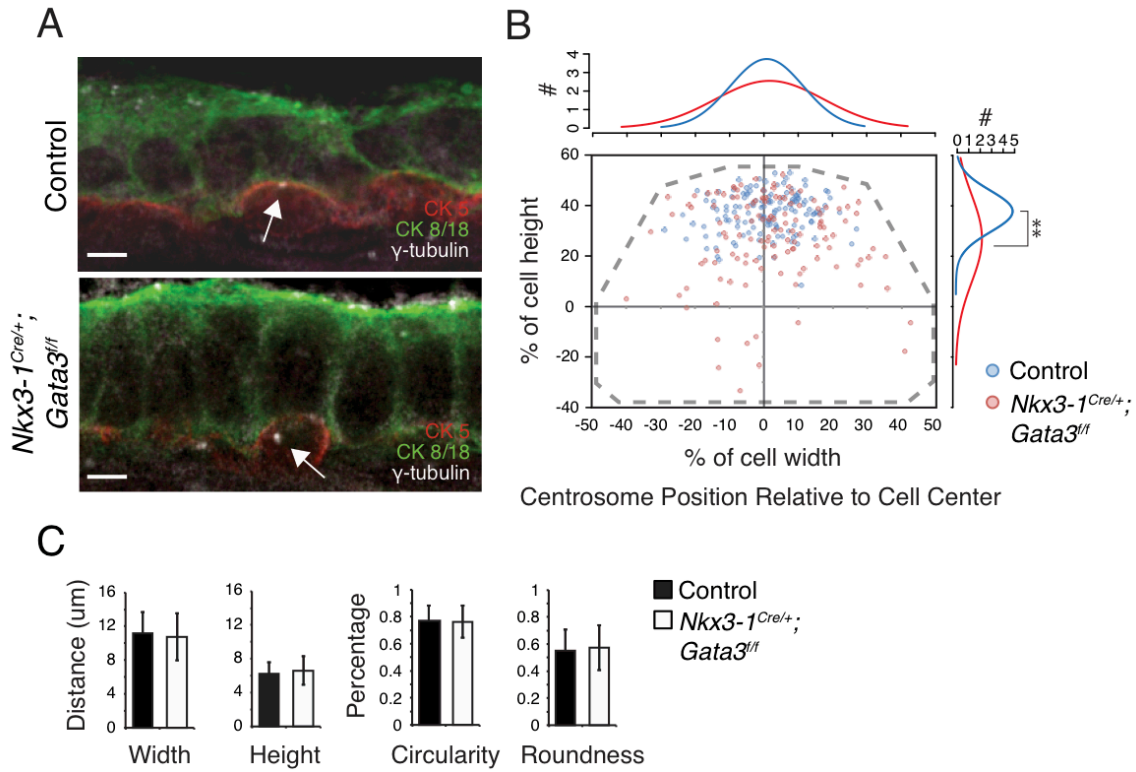 A
Control
CK 5
CK 8/18
γ-tubulin
Nkx3-1Cre/+;
Gata3f/f
CK 5
CK 8/18
γ-tubulin
B
#
0 1 2 3 4
#
0 1 2 3 4 5
% of cell height
60
40
20
0
-20
-40
-50 -40 -30 -20 -10 0 10 20 30 40 50
% of cell width
Centrosome Position Relative to Cell Center
**
Control
Nkx3-1Cre/+;
Gata3f/f
C
Distance (um)
16
12
8
4
0
Width
16
12
8
4
0
Height
Percentage
1
0.8
0.6
0.4
0.2
0
Circularity
1
0.8
0.6
0.4
0.2
0
Roundness
Control
Nkx3-1Cre/+;
Gata3f/f